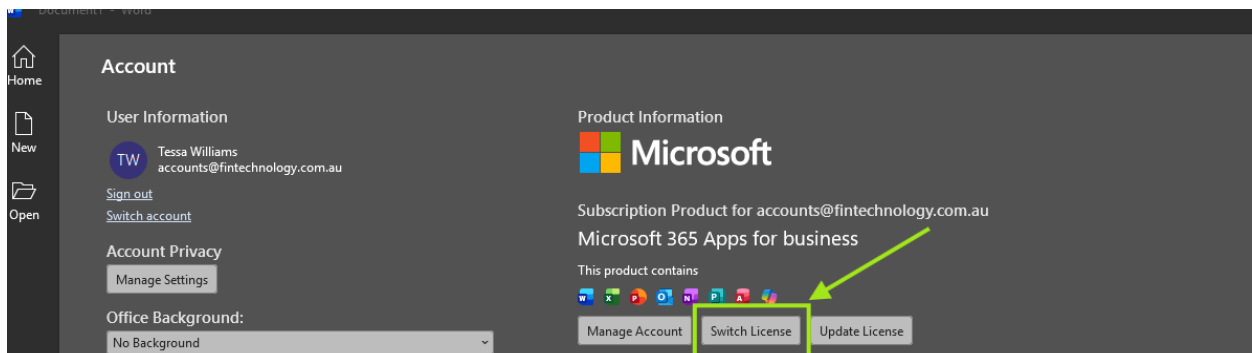 Document1 - Word
Home
New
Open
Account
User Information
TW
Tessa Williams
accounts@fintechnology.com.au
Sign out
Switch account
Account Privacy
Manage Settings
Office Background:
No Background
Product Information
Microsoft
Subscription Product for accounts@fintechnology.com.au
Microsoft 365 Apps for business
This product contains
Manage Account Switch License Update License